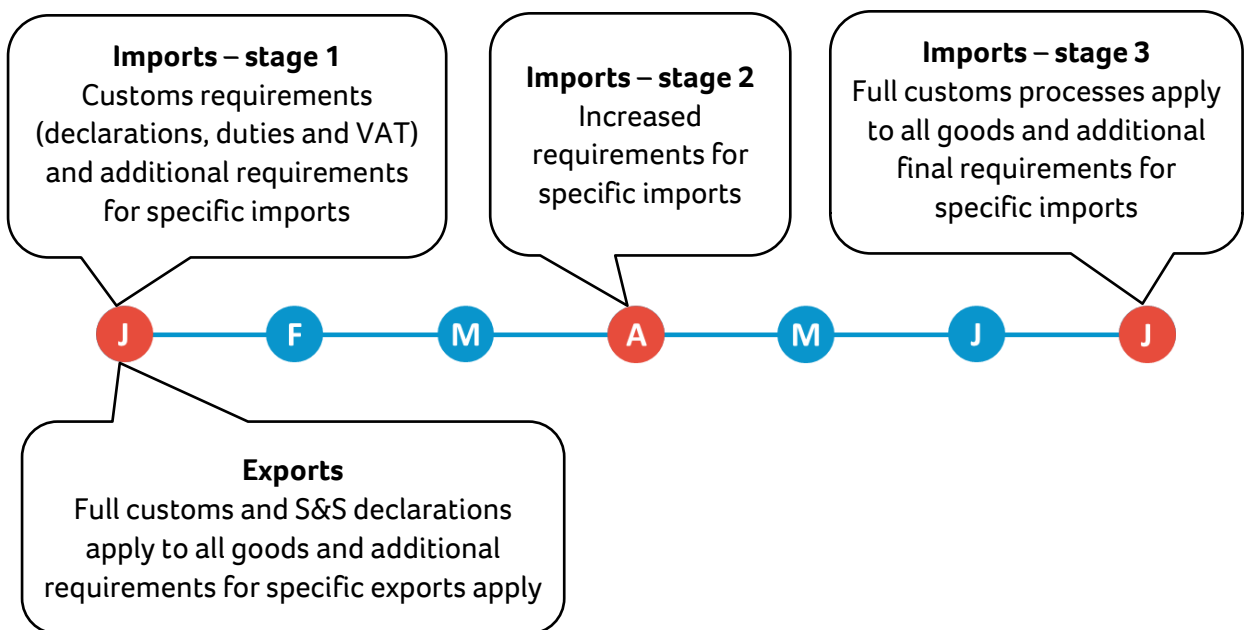 Imports – stage 1
Customs requirements
(declarations, duties and VAT)
and additional requirements
for specific imports
Imports – stage 2
Increased
requirements for
specific imports
Imports – stage 3
Full customs processes apply
to all goods and additional
final requirements for
specific imports
J F M A M J J
Exports
Full customs and S&S declarations
apply to all goods and additional
requirements for specific exports apply